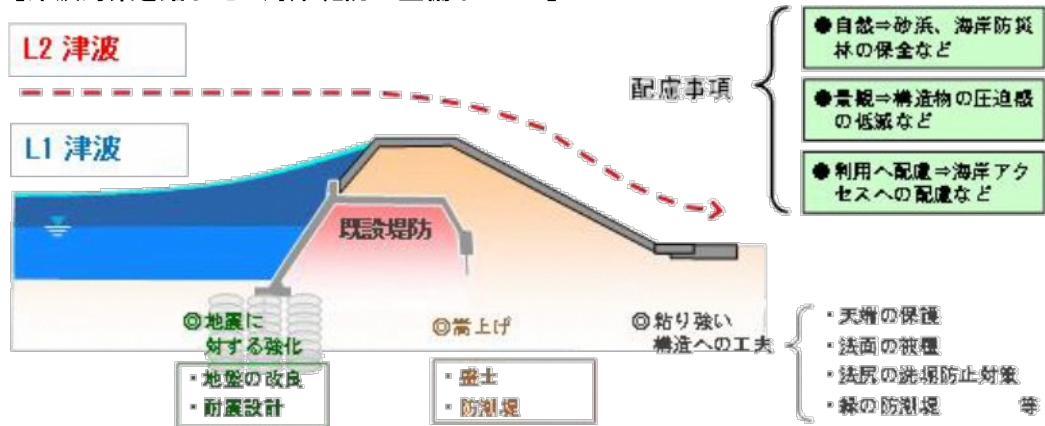 L2 津波
L1 津波
既設堤防
配慮事項
●自然⇒砂浜、海岸防災
林の保全など
●景観⇒構造物の圧迫感
の低減など
●利用へ配慮⇒海岸アク
セスへの配慮など
◎地震に
対する強化
・地盤の改良
・耐震設計
◎嵩上げ
・盛土
・防潮堤
◎粘り強い
構造への工夫
・天端の保護
・法面の被覆
・法尻の洗堀防止対策
・緑の防潮堤 等